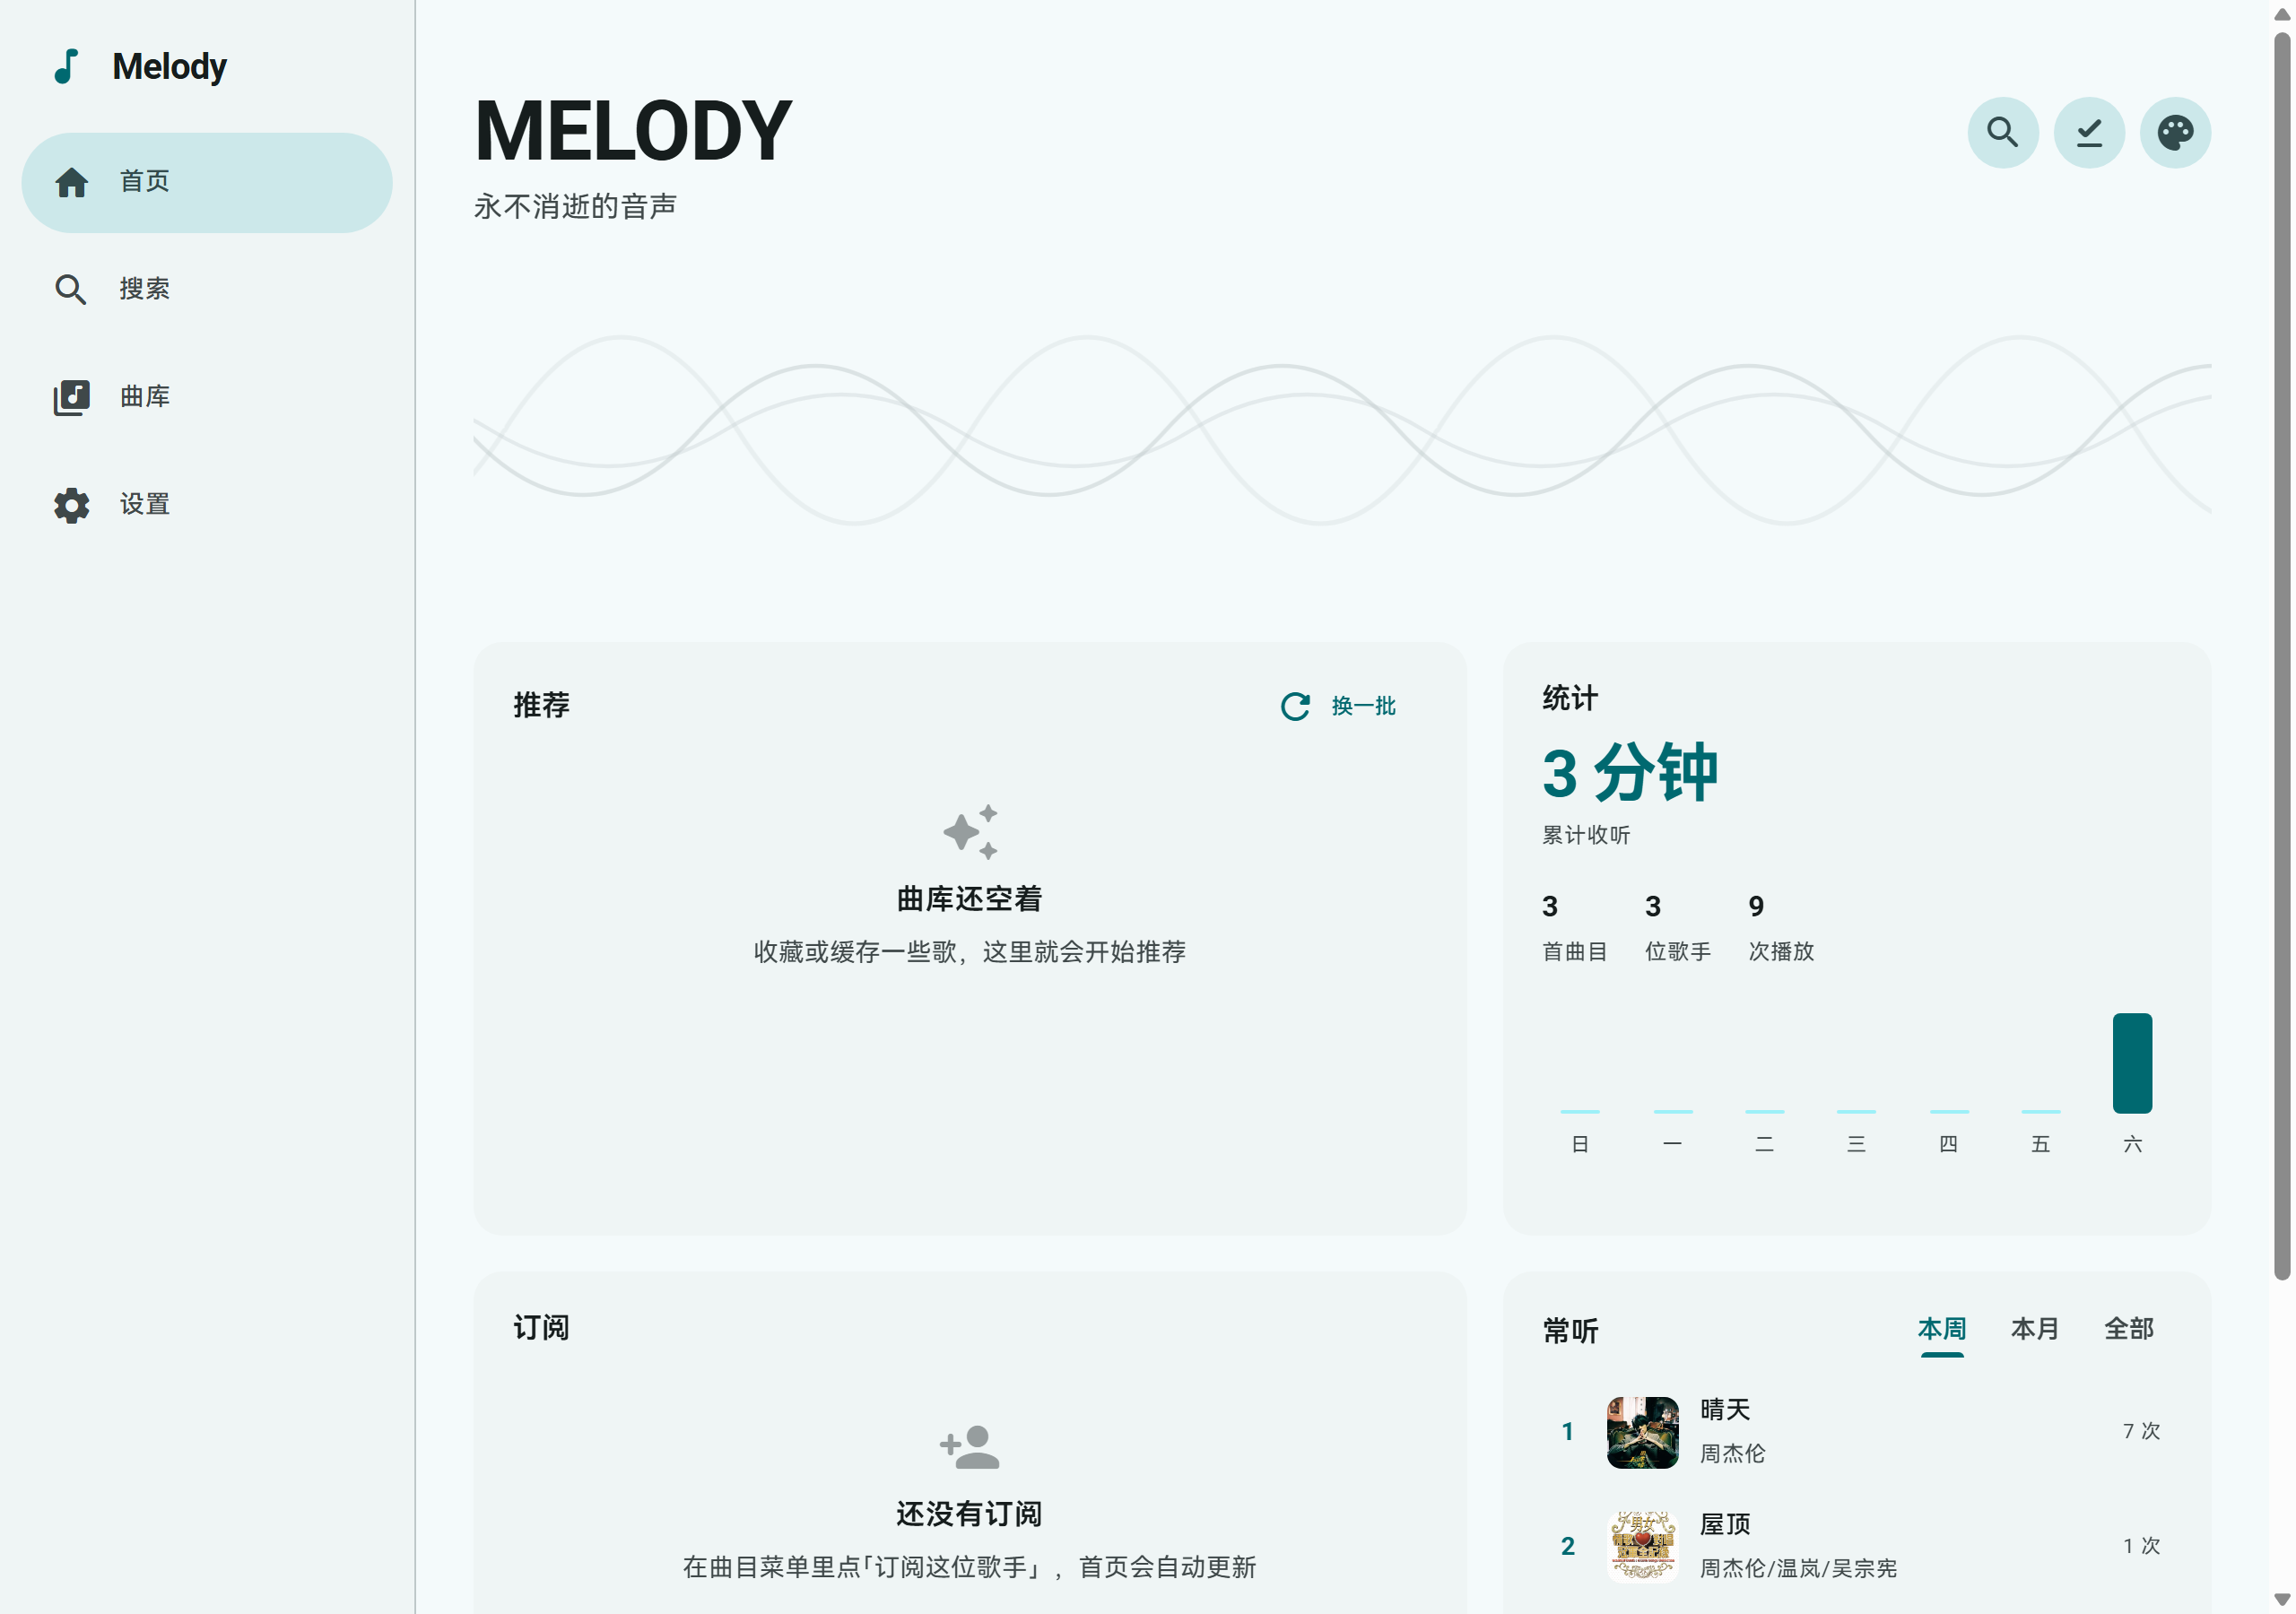 Melody
首页
搜索
曲库
设置
MELODY
永不消逝的音声
推荐
换一批
曲库还空着
收藏或缓存一些歌，这里就会开始推荐
统计
3 分钟
累计收听
3 3 9
首曲目 位歌手 次播放
日 一 二 三 四 五 六
订阅
还没有订阅
在曲目菜单里点「订阅这位歌手」，首页会自动更新
常听
本周 本月 全部
1
晴天
周杰伦
7 次
2
屋顶
周杰伦/温岚/吴宗宪
1 次